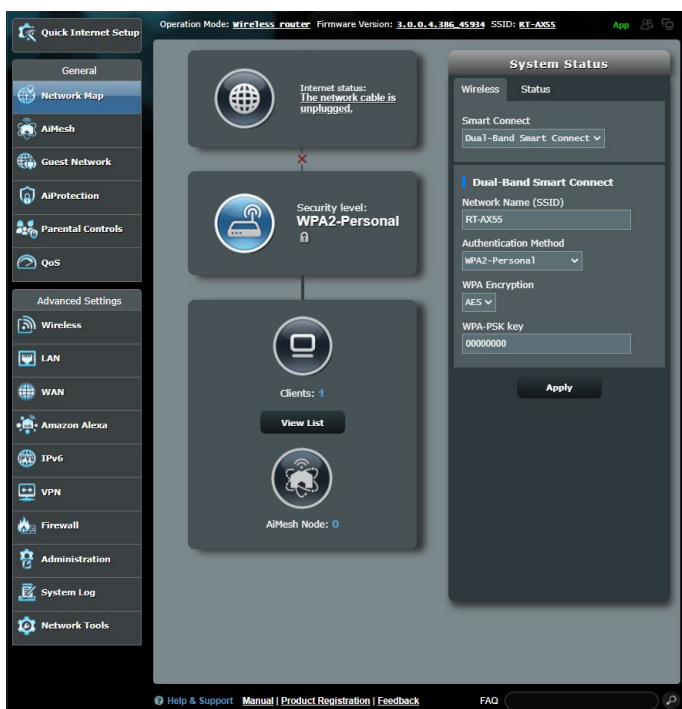 Quick Internet Setup
Operation Mode: Wireless router Firmware Version: 3.0.0.4.386_45934 SSID: RT-AX55
App
General
Network Map
AiMesh
Guest Network
AiProtection
Parental Controls
QoS
Advanced Settings
Wireless
LAN
WAN
Amazon Alexa
IPv6
VPN
Firewall
Administration
System Log
Network Tools
Internet status:
The network cable is
unplugged.
Security level:
WPA2-Personal
Clients: 1
View List
AiMesh Node: 0
System Status
Wireless Status
Smart Connect
Dual-Band Smart Connect
Dual-Band Smart Connect
Network Name (SSID)
RT-AX55
Authentication Method
WPA2-Personal
WPA Encryption
AES
WPA-PSK key
00000000
Apply
Help & Support Manual | Product Registration | Feedback FAQ